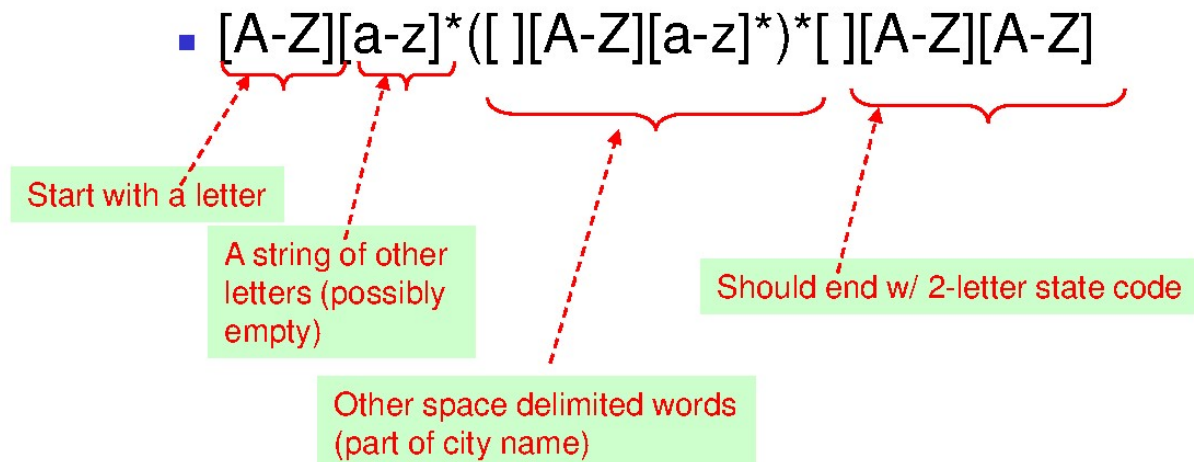 [A-Z][a-z]*([ ][A-Z][a-z]*)*[ ][A-Z][A-Z]
Start with a letter
A string of other
letters (possibly
empty)
Should end w/ 2-letter state code
Other space delimited words
(part of city name)